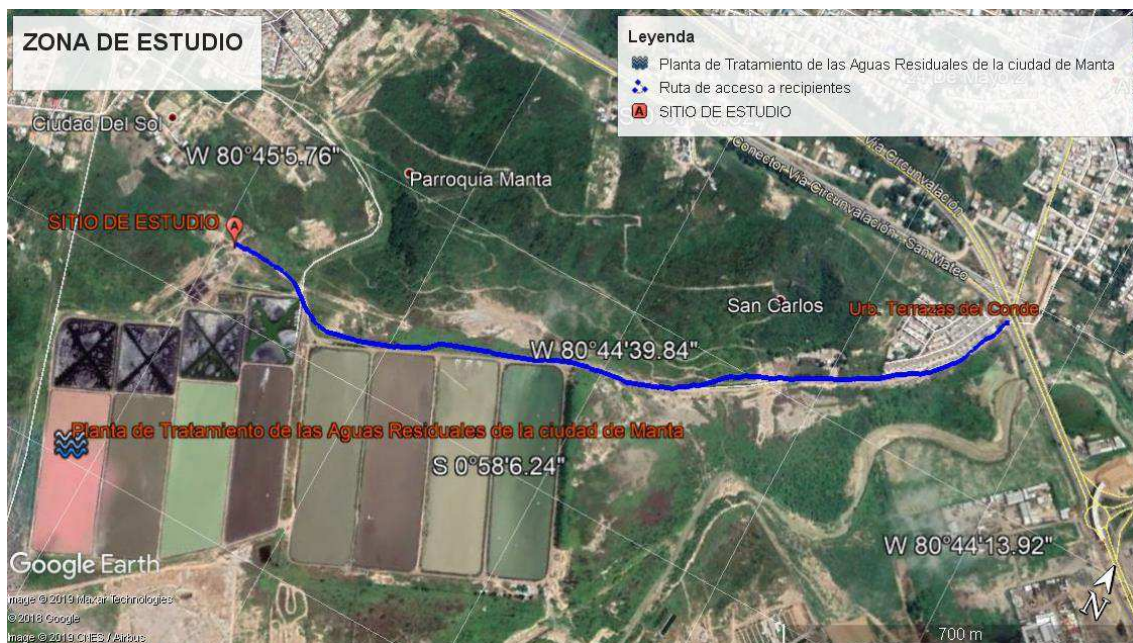 ZONA DE ESTUDIO
Leyenda
Planta de Tratamiento de las Aguas Residuales de la ciudad de Manta
Ruta de acceso a recipientes
A SITIO DE ESTUDIO
24 De Mayo 2
Ciudad Del Sol
W 80°45'5.76"
Vía Circunvalación
Conector Vía Circunvalación - San Mateo
Parroquia Manta
SITIO DE ESTUDIO
A
San Carlos
Urb. Terrazas del Conde
W 80°44'39.84"
Planta de Tratamiento de las Aguas Residuales de la ciudad de Manta
S 0°58'6.24"
W 80°44'13.92"
Google Earth
Image © 2019 Maxar Technologies
© 2018 Google
Image © 2019 CNES / Airbus
N
700 m